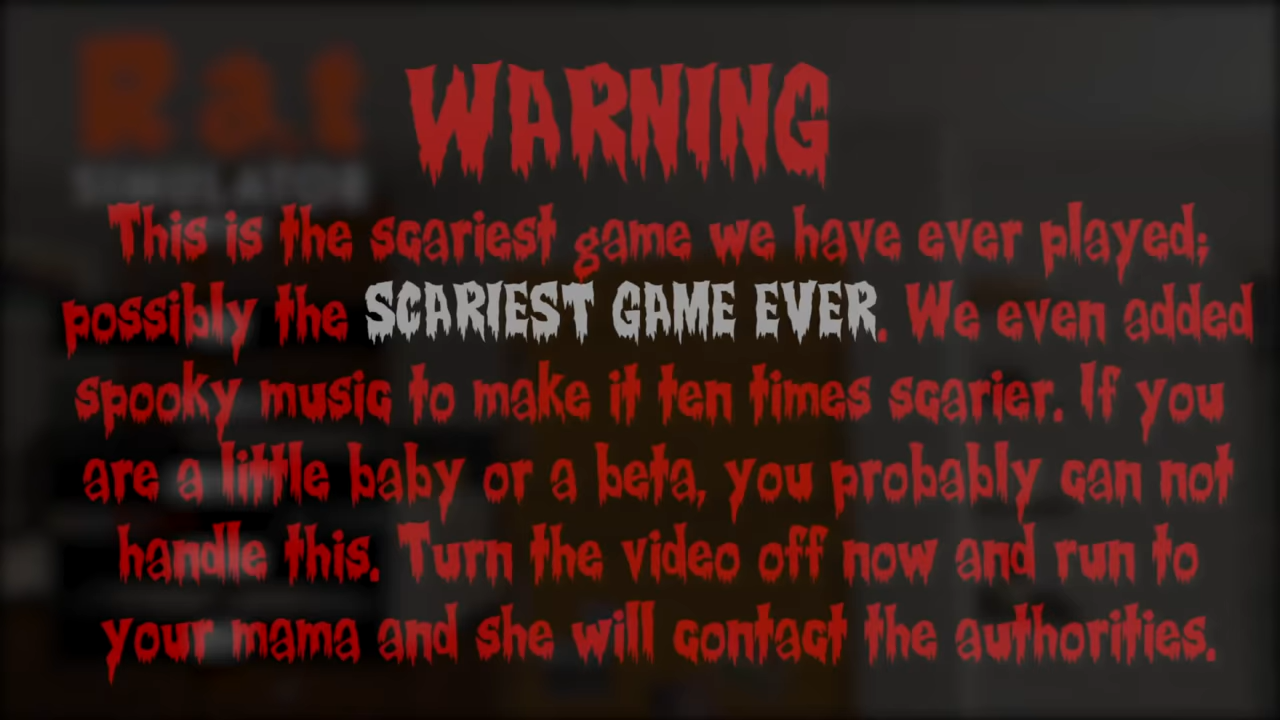 Rat
SIMULATOR
WARNING
This is the scariest game we have ever played;
possibly the SCARIEST GAME EVER. We even added
spooky music to make it ten times scarier. If you
are a little baby or a beta, you probably can not
handle this. Turn the video off now and run to
your mama and she will contact the authorities.